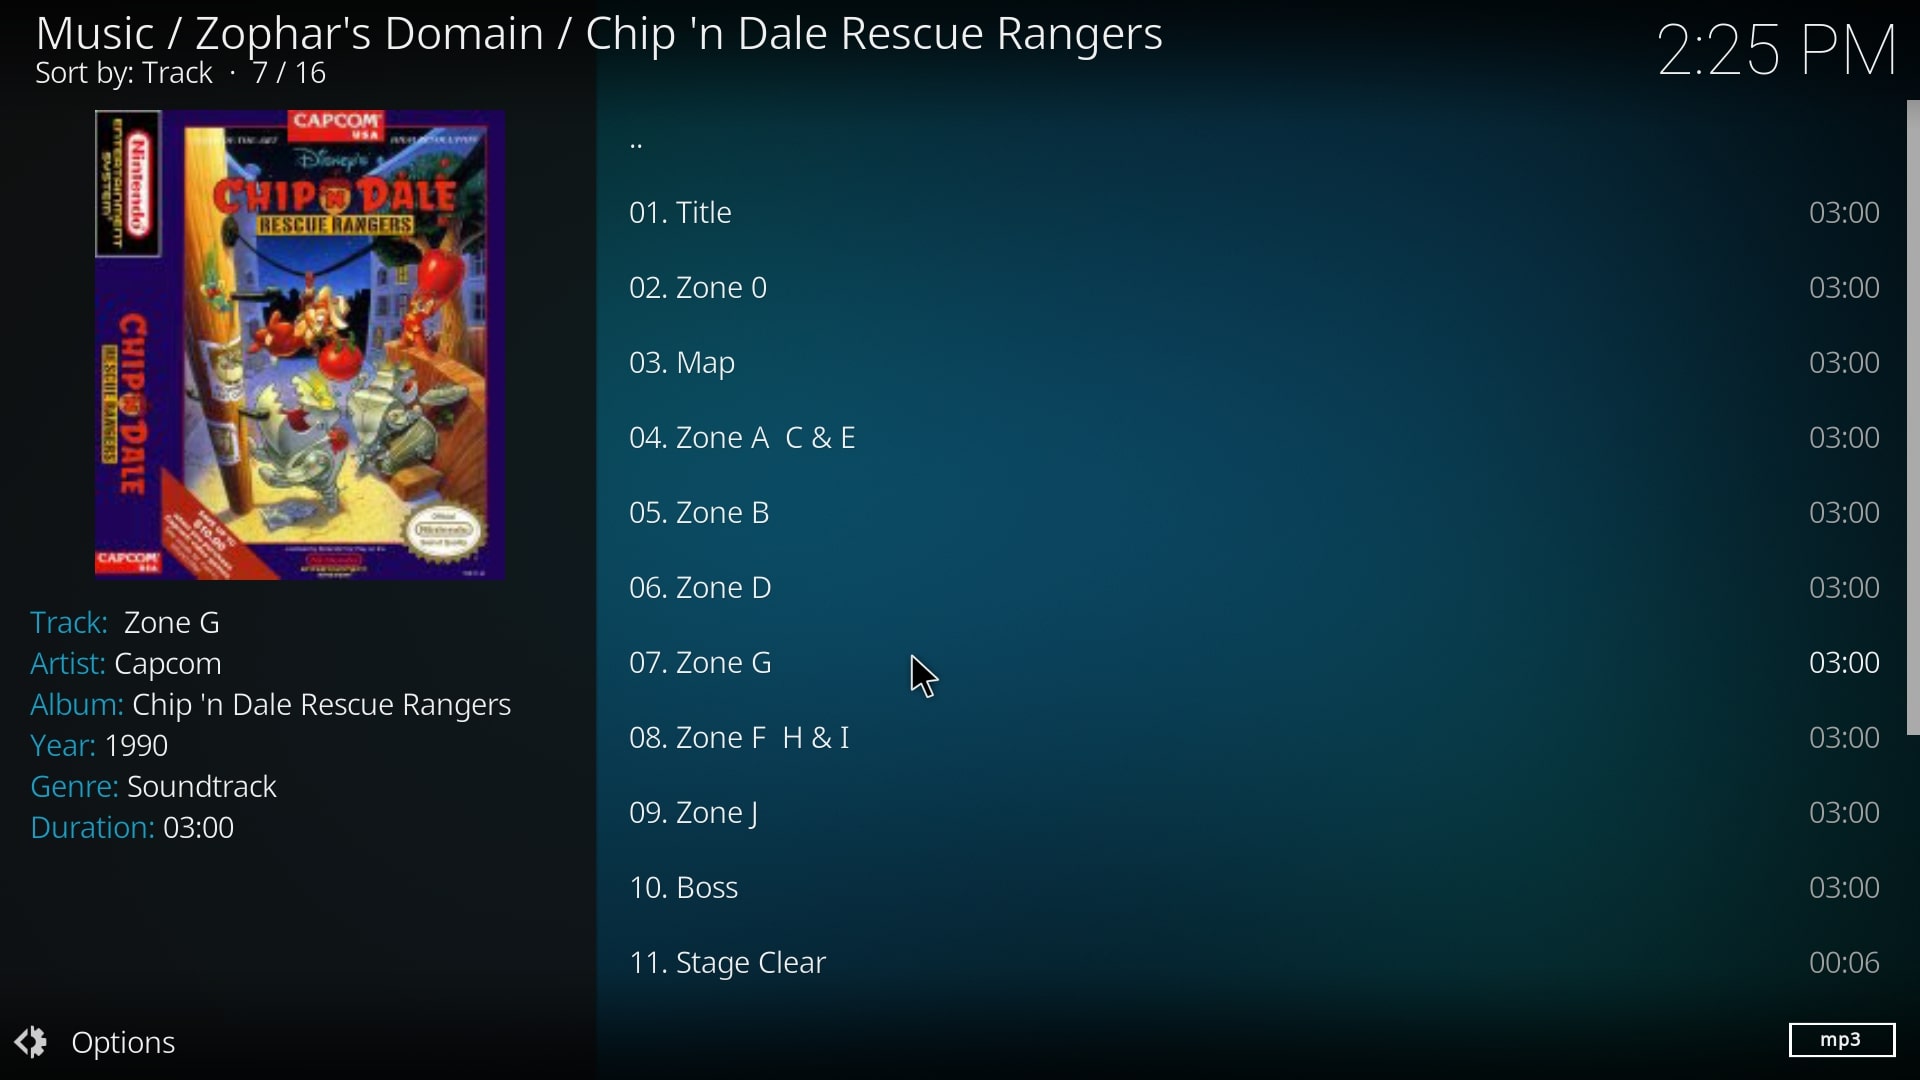 Music / Zophar's Domain / Chip 'n Dale Rescue Rangers
Sort by: Track · 7 / 16
2:25 PM
CAPCOM
USA
Nintendo
ENTERTAINMENT
SYSTEM
Disney's
CHIP 'N DALE
RESCUE RANGERS
CHIP 'N DALE
RESCUE RANGERS
CAPCOM
USA
Track: Zone G
Artist: Capcom
Album: Chip 'n Dale Rescue Rangers
Year: 1990
Genre: Soundtrack
Duration: 03:00
..
01. Title 03:00
02. Zone 0 03:00
03. Map 03:00
04. Zone A  C & E 03:00
05. Zone B 03:00
06. Zone D 03:00
07. Zone G 03:00
08. Zone F  H & I 03:00
09. Zone J 03:00
10. Boss 03:00
11. Stage Clear 00:06
Options
mp3